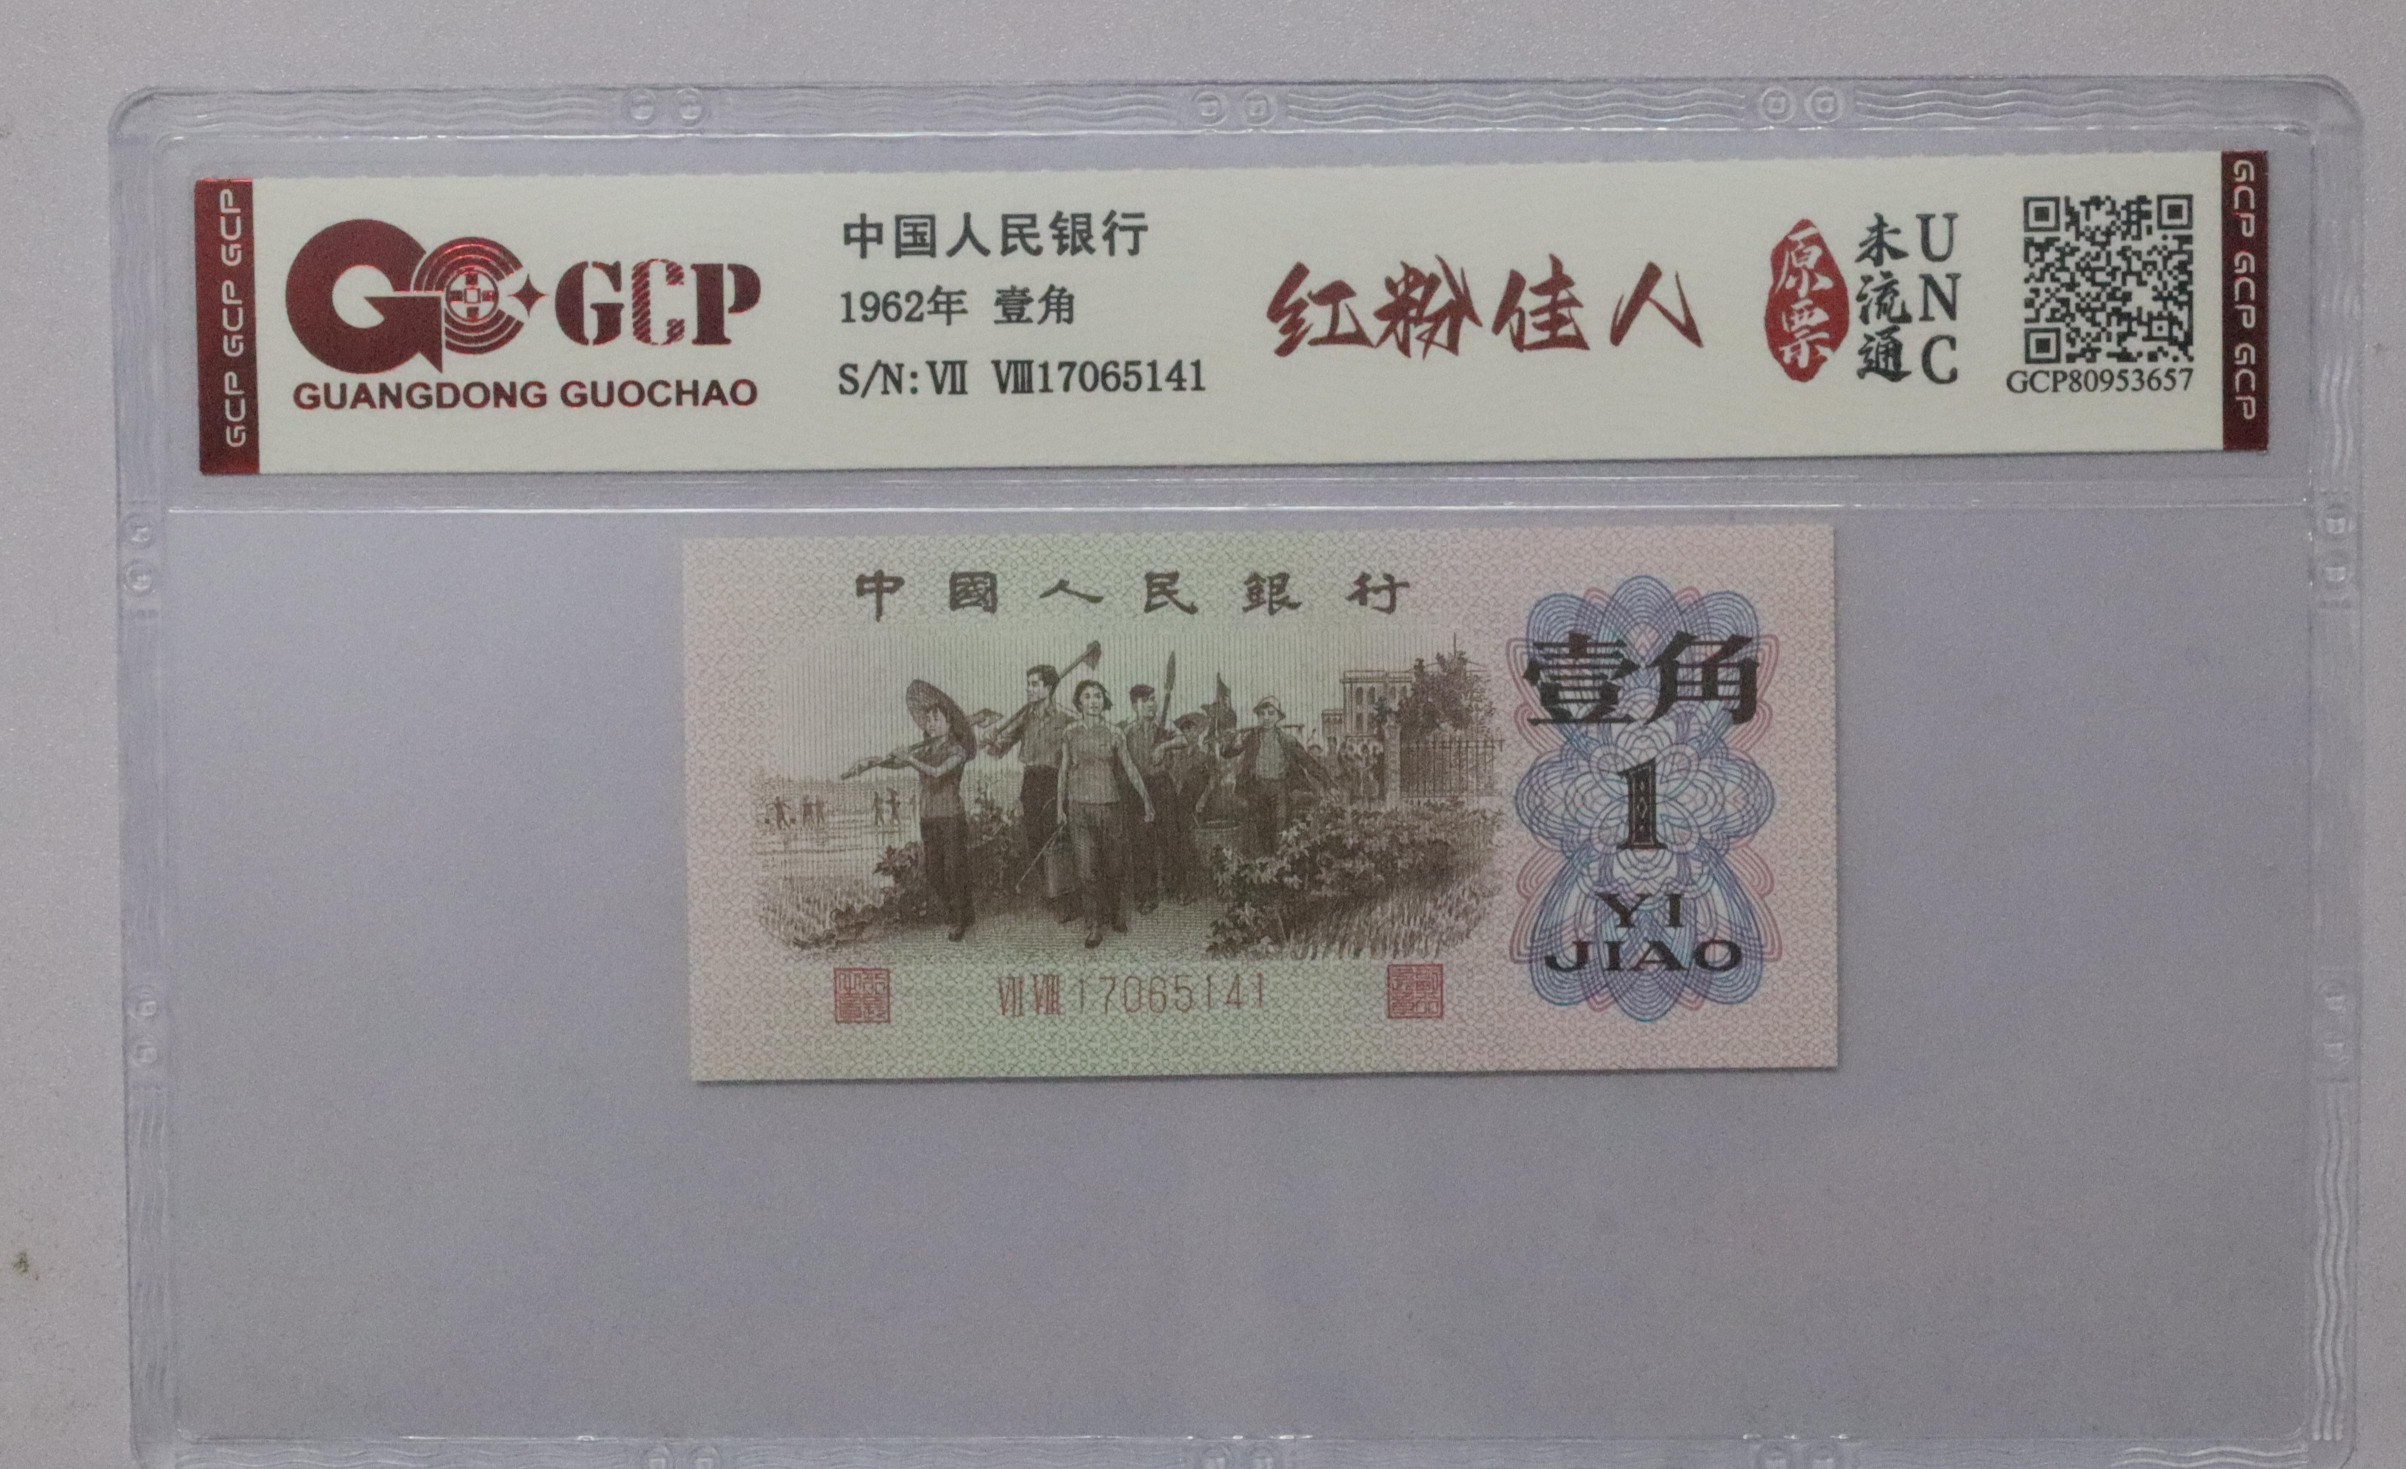 GCP GCP GCP
GCP
GUANGDONG GUOCHAO
中国人民银行
1962年 壹角
S/N: Ⅶ Ⅷ17065141
红粉佳人
原票
未流通
UNC
GCP80953657
GCP GCP GCP
中國人民銀行
壹角
1
YI
JIAO
Ⅶ Ⅷ 17065141